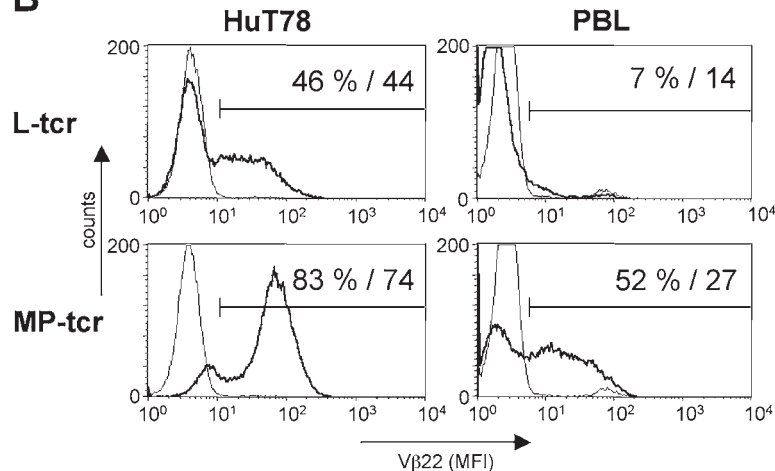 B
HuT78
PBL
L-tcr
200
46 % / 44
0
10⁰ 10¹ 10² 10³ 10⁴
200
7 % / 14
0
10⁰ 10¹ 10² 10³ 10⁴
counts
MP-tcr
200
83 % / 74
0
10⁰ 10¹ 10² 10³ 10⁴
200
52 % / 27
0
10⁰ 10¹ 10² 10³ 10⁴
Vβ22 (MFI)